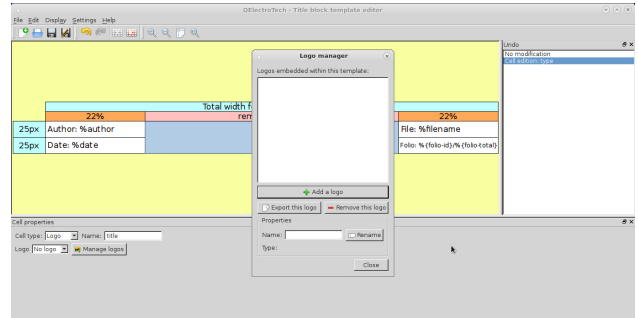 QElectroTech - Title block template editor
File Edit Display Settings Help
Undo
No modification
Cell edition: type
Logo manager
Logos embedded within this template:
Total width f
22%
rem
22%
25px
Author: %author
File: %filename
25px
Date: %date
Folio: %{folio-id}/%{folio-total}
Add a logo
Export this logo
Remove this logo
Properties
Name:
Rename
Type:
Close
Cell properties
Cell type: Logo Name: title
Logo No logo Manage logos